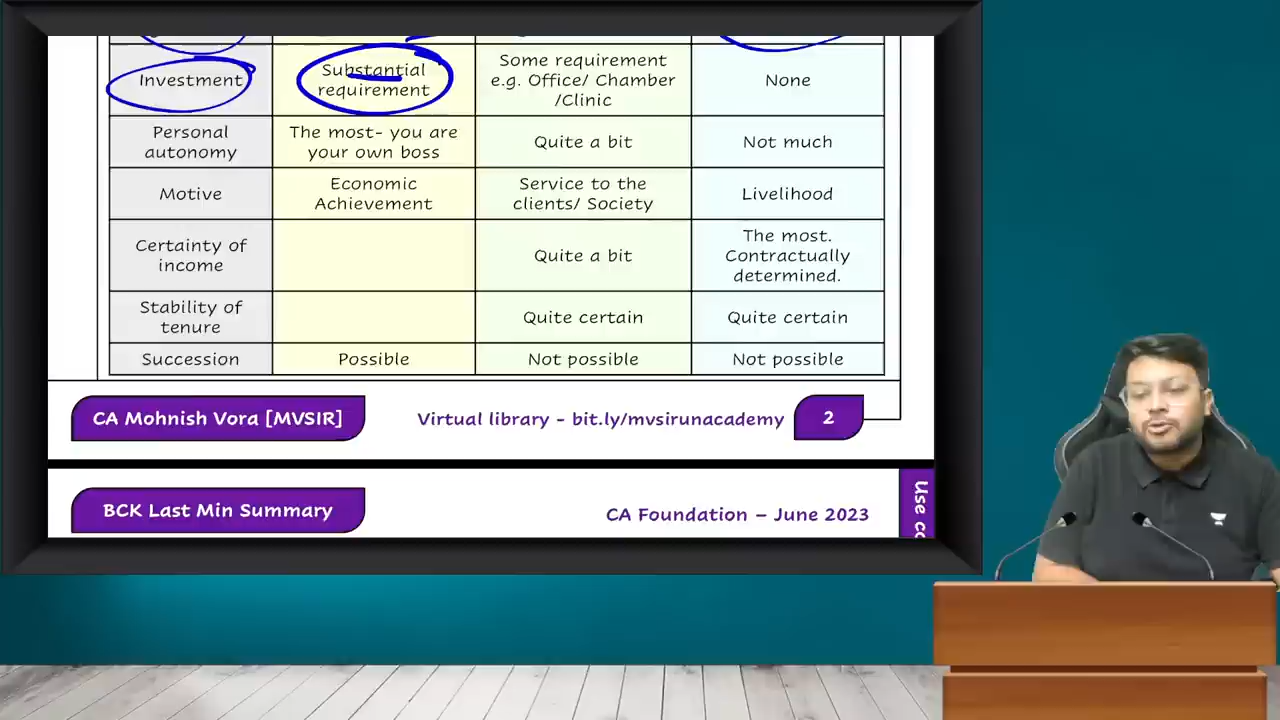 Investment
Substantial
requirement
Some requirement
e.g. Office/ Chamber
/Clinic
None
Personal
autonomy
The most- you are
your own boss
Quite a bit
Not much
Motive
Economic
Achievement
Service to the
clients/ Society
Livelihood
Certainty of
income
Quite a bit
The most.
Contractually
determined.
Stability of
tenure
Quite certain
Quite certain
Succession
Possible
Not possible
Not possible
CA Mohnish Vora [MVSIR]
Virtual library - bit.ly/mvsirunacademy
2
BCK Last Min Summary
CA Foundation – June 2023
Use